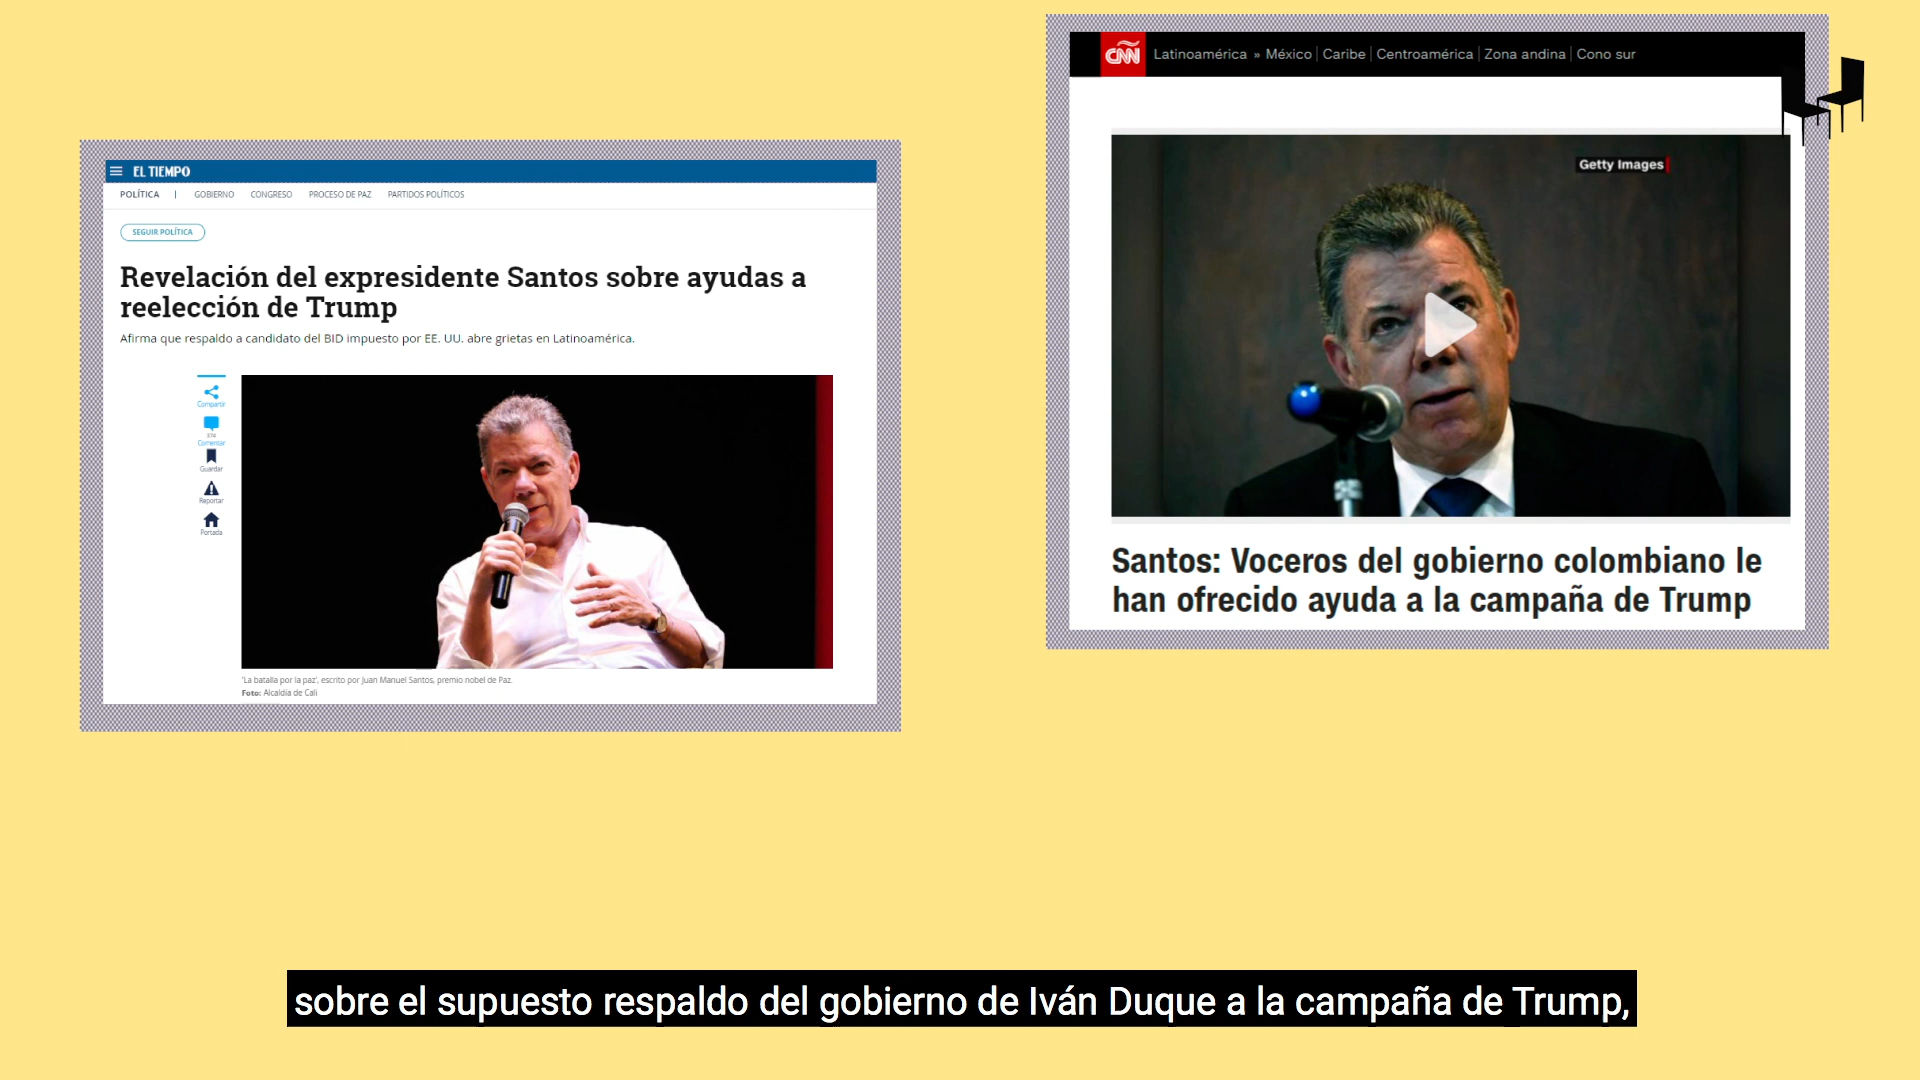 EL TIEMPO
POLÍTICA | GOBIERNO CONGRESO PROCESO DE PAZ PARTIDOS POLÍTICOS
SEGUIR POLÍTICA
Revelación del expresidente Santos sobre ayudas a
reelección de Trump
Afirma que respaldo a candidato del BID impuesto por EE. UU. abre grietas en Latinoamérica.
Compartir
374
Comentar
Guardar
Reportar
Portada
'La batalla por la paz', escrito por Juan Manuel Santos, premio nobel de Paz.
Foto: Alcaldía de Cali
CNN Latinoamérica » México | Caribe | Centroamérica | Zona andina | Cono sur
Getty Images
Santos: Voceros del gobierno colombiano le
han ofrecido ayuda a la campaña de Trump
sobre el supuesto respaldo del gobierno de Iván Duque a la campaña de Trump,